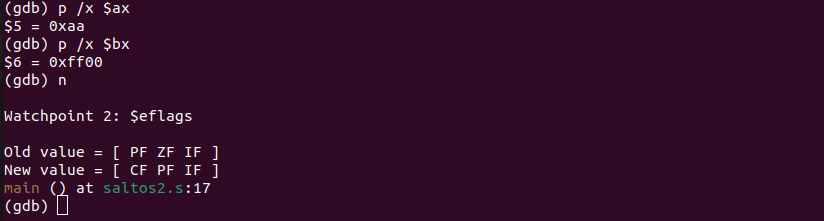 (gdb) p /x $ax
$5 = 0xaa
(gdb) p /x $bx
$6 = 0xff00
(gdb) n
Watchpoint 2: $eflags
Old value = [ PF ZF IF ]
New value = [ CF PF IF ]
main () at saltos2.s:17
(gdb)